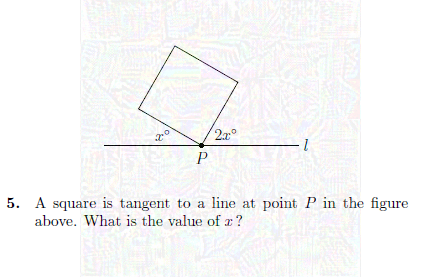 x°
2x°
l
P
5. A square is tangent to a line at point P in the figure
above. What is the value of x ?